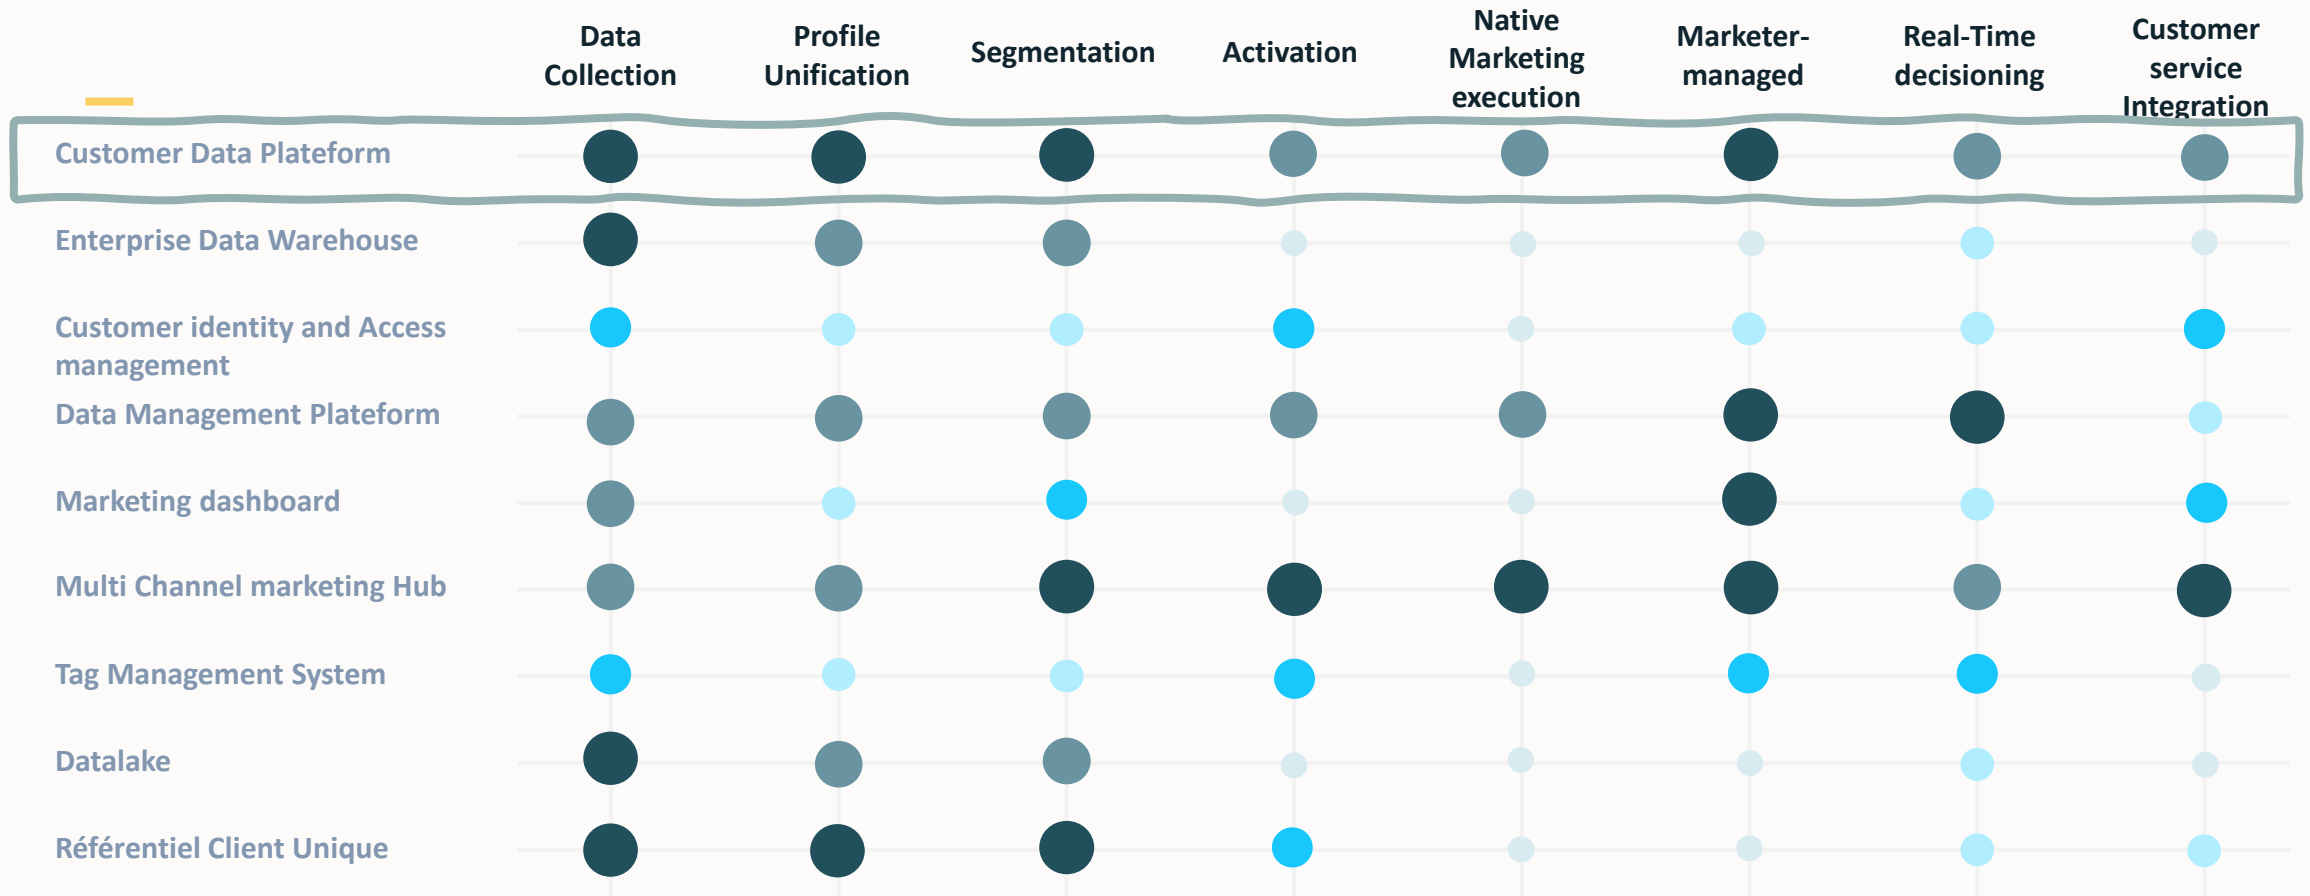 Data
Collection
Profile
Unification
Segmentation
Activation
Native
Marketing
execution
Marketer-
managed
Real-Time
decisioning
Customer
service
Integration
Customer Data Plateform
Enterprise Data Warehouse
Customer identity and Access
management
Data Management Plateform
Marketing dashboard
Multi Channel marketing Hub
Tag Management System
Datalake
Référentiel Client Unique